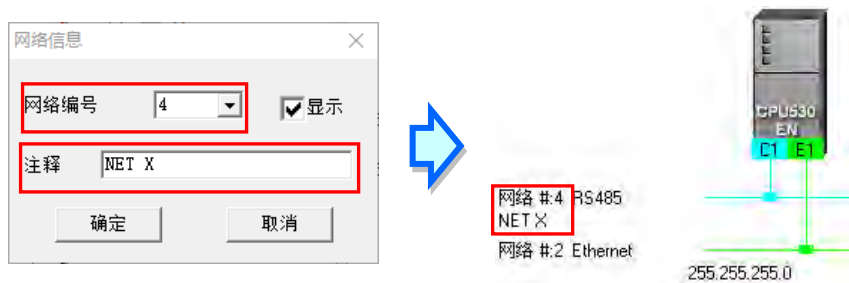 网络信息
网络编号 4 显示
注释 NET X
确定 取消
CPU530
EN
C1 E1
网络 #:4 RS485
NET X
网络 #:2 Ethernet
255.255.255.0